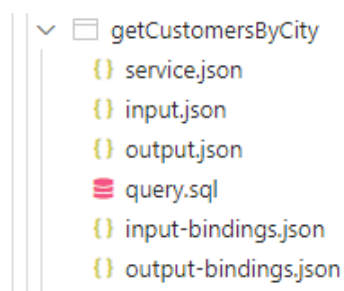 getCustomersByCity
{} service.json
{} input.json
{} output.json
query.sql
{} input-bindings.json
{} output-bindings.json